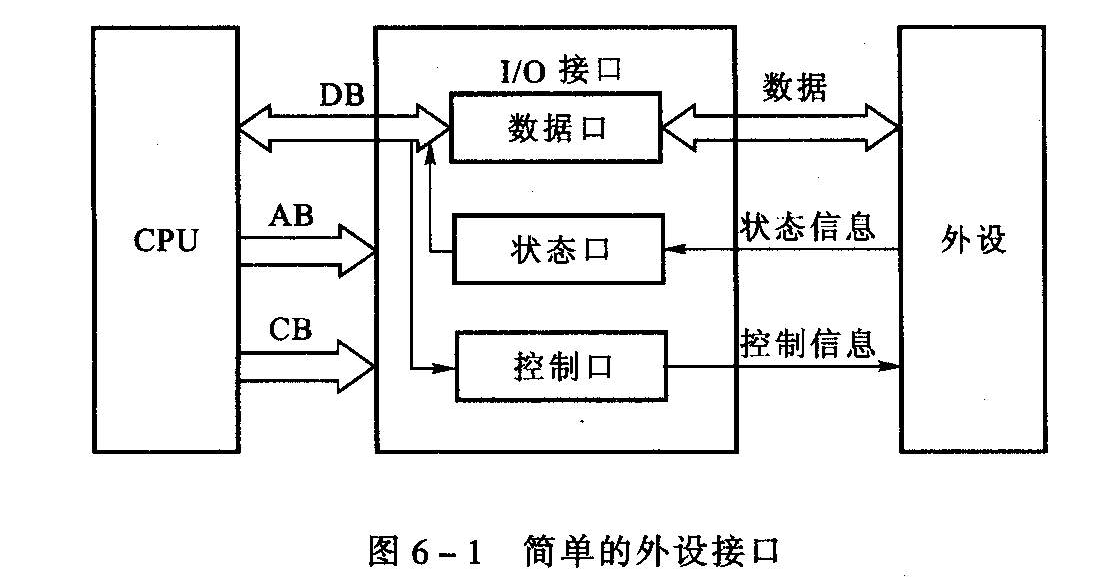 I/O 接口
DB
数据
数据口
CPU
AB
状态口
状态信息
外设
CB
控制口
控制信息
图 6-1 简单的外设接口